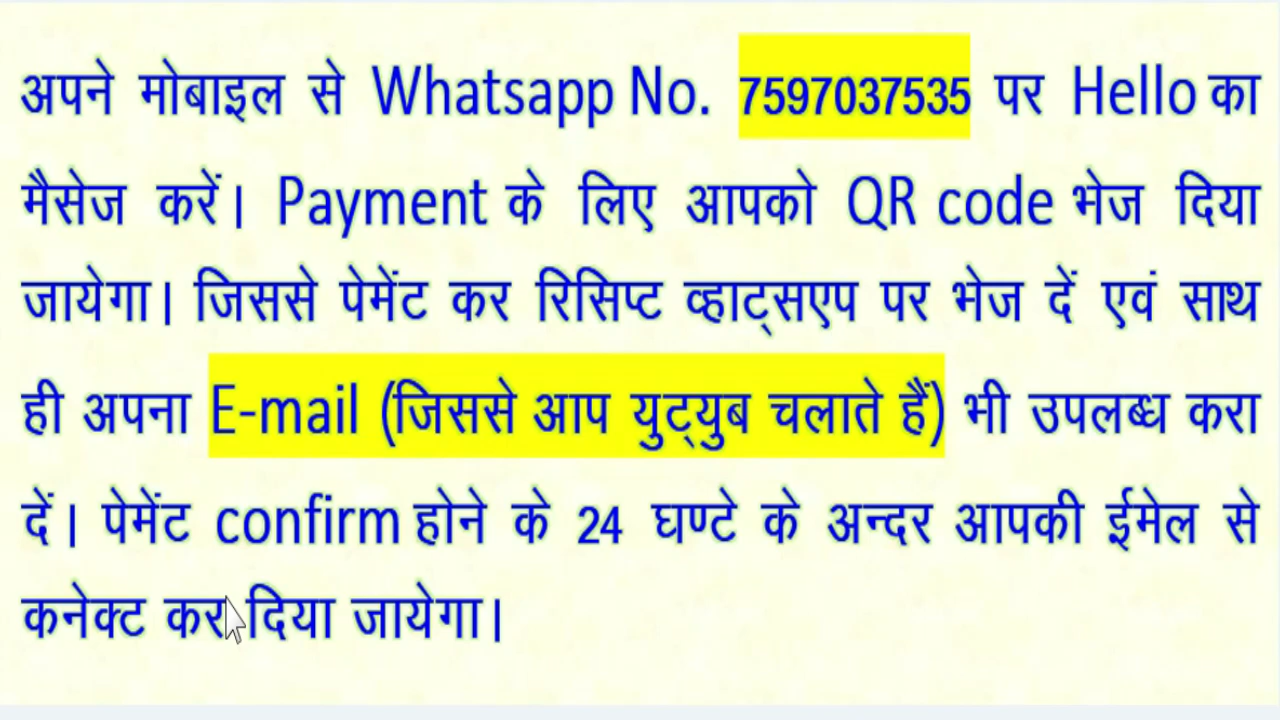 अपने मोबाइल से Whatsapp No. 7597037535 पर Hello का
मैसेज करें। Payment के लिए आपको QR code भेज दिया
जायेगा। जिससे पेमेंट कर रिसिप्ट व्हाट्सएप पर भेज दें एवं साथ
ही अपना E-mail (जिससे आप युट्युब चलाते हैं) भी उपलब्ध करा
दें। पेमेंट confirm होने के 24 घण्टे के अन्दर आपकी ईमेल से
कनेक्ट कर दिया जायेगा।